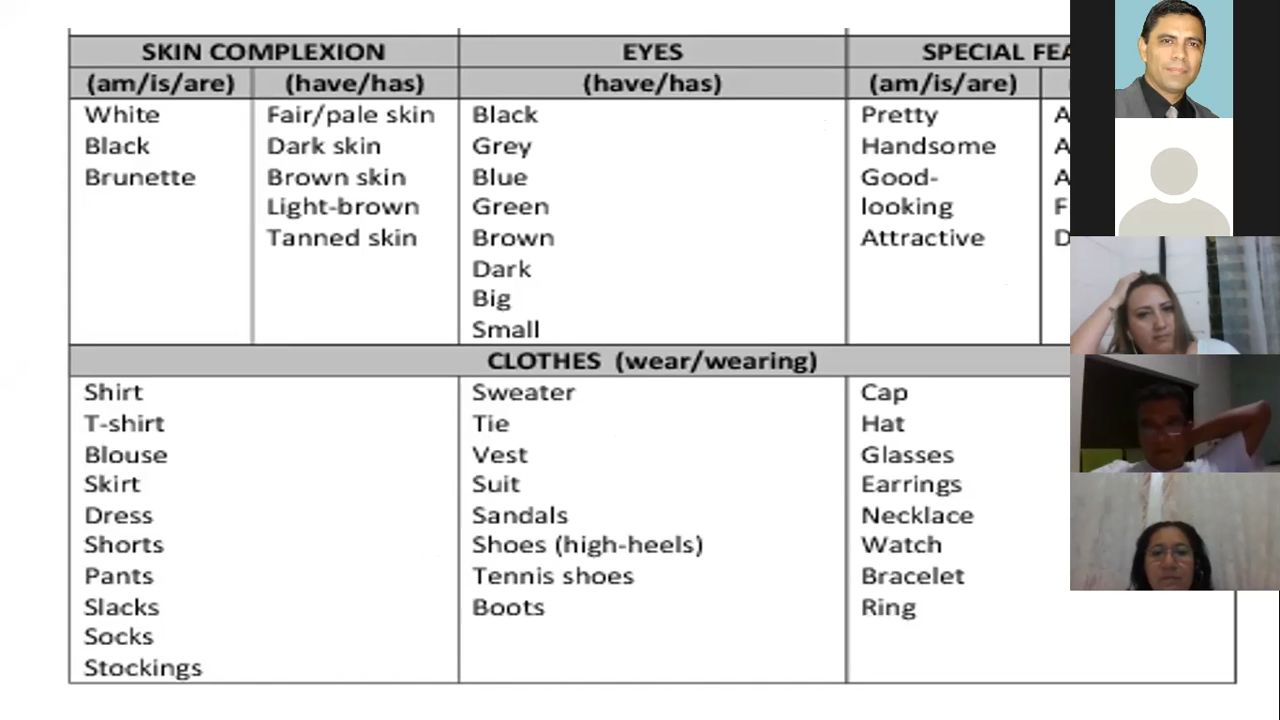 SKIN COMPLEXION EYES SPECIAL
(am/is/are) (have/has) (have/has) (am/is/are)
White Fair/pale skin Black Pretty
Black Dark skin Grey Handsome
Brunette Brown skin Blue Good-
Light-brown Green looking
Tanned skin Brown Attractive
Dark
Big
Small
CLOTHES (wear/wearing)
Shirt Sweater Cap
T-shirt Tie Hat
Blouse Vest Glasses
Skirt Suit Earrings
Dress Sandals Necklace
Shorts Shoes (high-heels) Watch
Pants Tennis shoes Bracelet
Slacks Boots Ring
Socks
Stockings